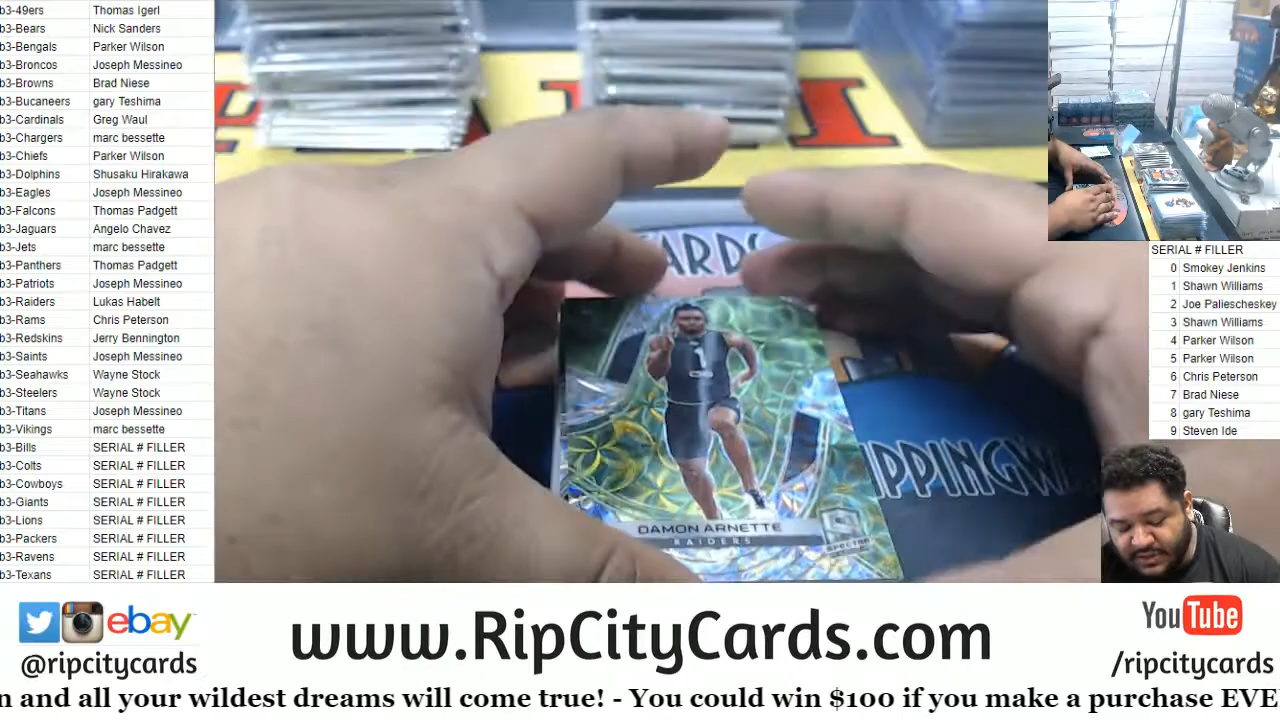 b3-49ers Thomas Igerl
b3-Bears Nick Sanders
b3-Bengals Parker Wilson
b3-Broncos Joseph Messineo
b3-Browns Brad Niese
b3-Bucaneers gary Teshima
b3-Cardinals Greg Waul
b3-Chargers marc bessette
b3-Chiefs Parker Wilson
b3-Dolphins Shusaku Hirakawa
b3-Eagles Joseph Messineo
b3-Falcons Thomas Padgett
b3-Jaguars Angelo Chavez
b3-Jets marc bessette
b3-Panthers Thomas Padgett
b3-Patriots Joseph Messineo
b3-Raiders Lukas Habelt
b3-Rams Chris Peterson
b3-Redskins Jerry Bennington
b3-Saints Joseph Messineo
b3-Seahawks Wayne Stock
b3-Steelers Wayne Stock
b3-Titans Joseph Messineo
b3-Vikings marc bessette
b3-Bills SERIAL # FILLER
b3-Colts SERIAL # FILLER
b3-Cowboys SERIAL # FILLER
b3-Giants SERIAL # FILLER
b3-Lions SERIAL # FILLER
b3-Packers SERIAL # FILLER
b3-Ravens SERIAL # FILLER
b3-Texans SERIAL # FILLER
CARDS
1
DAMON ARNETTE
RAIDERS
SPECTRA
IPPINGW
SERIAL # FILLER
0 Smokey Jenkins
1 Shawn Williams
2 Joe Paliescheskey
3 Shawn Williams
4 Parker Wilson
5 Parker Wilson
6 Chris Peterson
7 Brad Niese
8 gary Teshima
9 Steven Ide
ebay
@ripcitycards
www.RipCityCards.com
YouTube
/ripcitycards
n and all your wildest dreams will come true! - You could win $100 if you make a purchase EVE